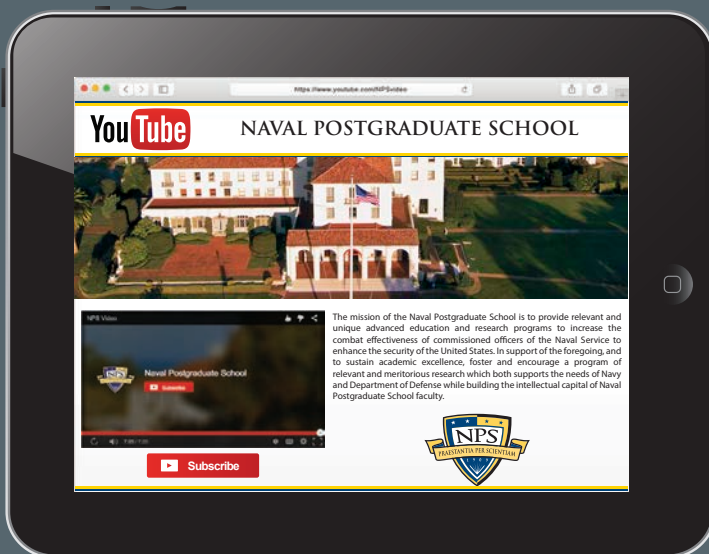 https://www.youtube.com/NPSvideo
YouTube
NAVAL POSTGRADUATE SCHOOL
NPS Video
Naval Postgraduate School
Subscribe
The mission of the Naval Postgraduate School is to provide relevant and
unique advanced education and research programs to increase the
combat effectiveness of commissioned officers of the Naval Service to
enhance the security of the United States. In support of the foregoing, and
to sustain academic excellence, foster and encourage a program of
relevant and meritorious research which both supports the needs of Navy
and Department of Defense while building the intellectual capital of Naval
Postgraduate School faculty.
Subscribe
NPS
PRAESTANTIA PER SCIENTIAM